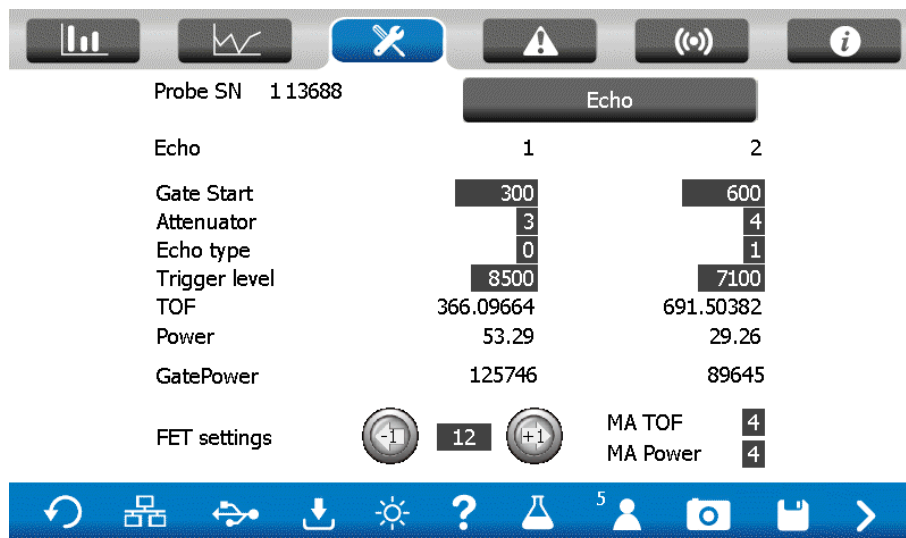 Probe SN 1 13688
Echo
Echo 1 2
Gate Start 300 600
Attenuator 3 4
Echo type 0 1
Trigger level 8500 7100
TOF 366.09664 691.50382
Power 53.29 29.26
GatePower 125746 89645
FET settings -1 12 +1
MA TOF 4
MA Power 4
? 5